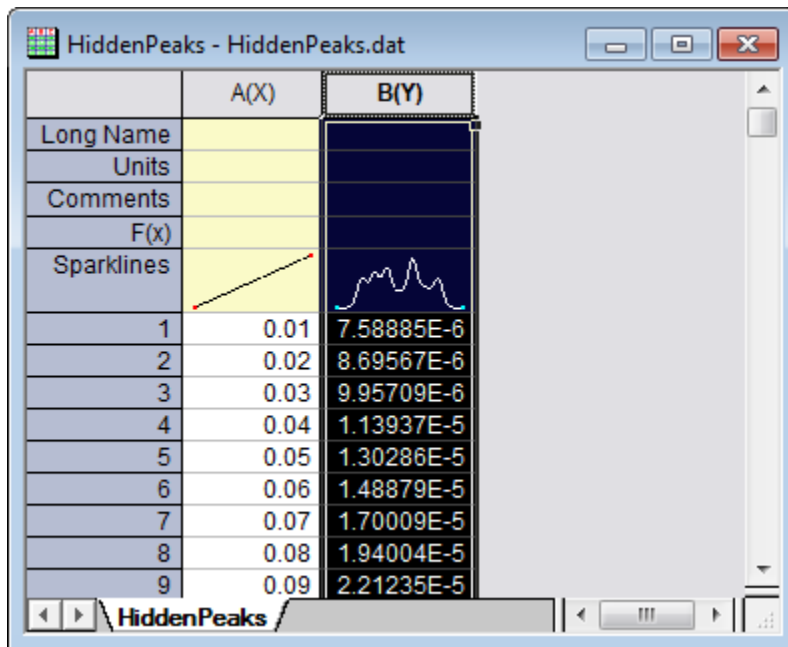 HiddenPeaks - HiddenPeaks.dat
A(X) B(Y)
Long Name
Units
Comments
F(x)
Sparklines
1 0.01 7.58885E-6
2 0.02 8.69567E-6
3 0.03 9.95709E-6
4 0.04 1.13937E-5
5 0.05 1.30286E-5
6 0.06 1.48879E-5
7 0.07 1.70009E-5
8 0.08 1.94004E-5
9 0.09 2.21235E-5
HiddenPeaks